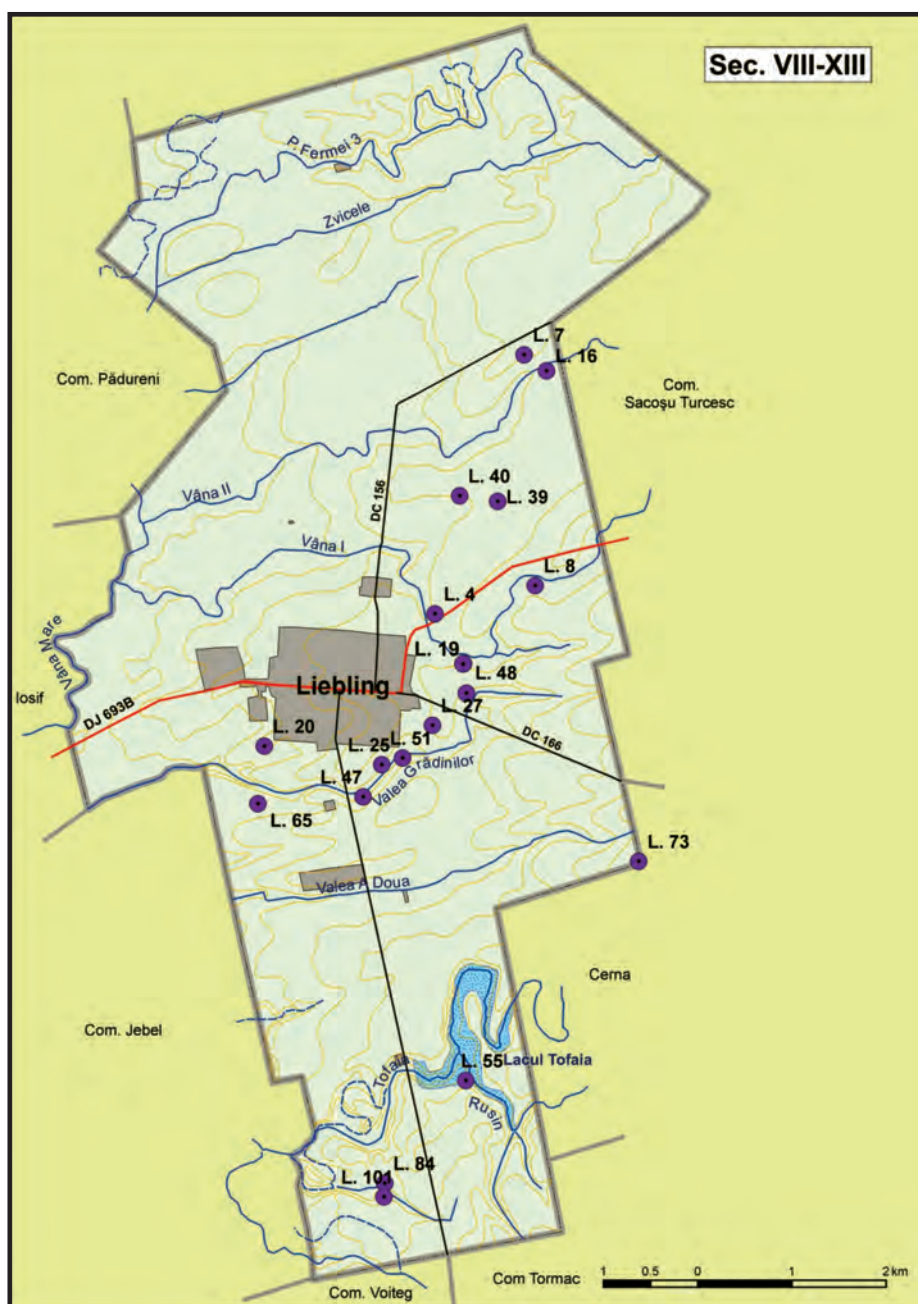 Sec. VIII-XIII
P. Fermei 3
Zvicele
L. 7
L. 16
Com. Pădureni
Com.
Sacoșu Turcesc
DC 156
Vâna II
L. 40
L. 39
Vâna I
L. 8
L. 4
Vâna Mare
L. 19
L. 48
Iosif
Liebling
DJ 693B
L. 27
DC 166
L. 20
L. 25
L. 51
L. 47
Valea Grădinilor
L. 65
L. 73
Valea A Doua
Cerna
Com. Jebel
Tofaia
L. 55
Lacul Tofaia
Rusin
L. 84
L. 101
Com Tormac
Com. Voiteg
1 0.5 0 1 2 km